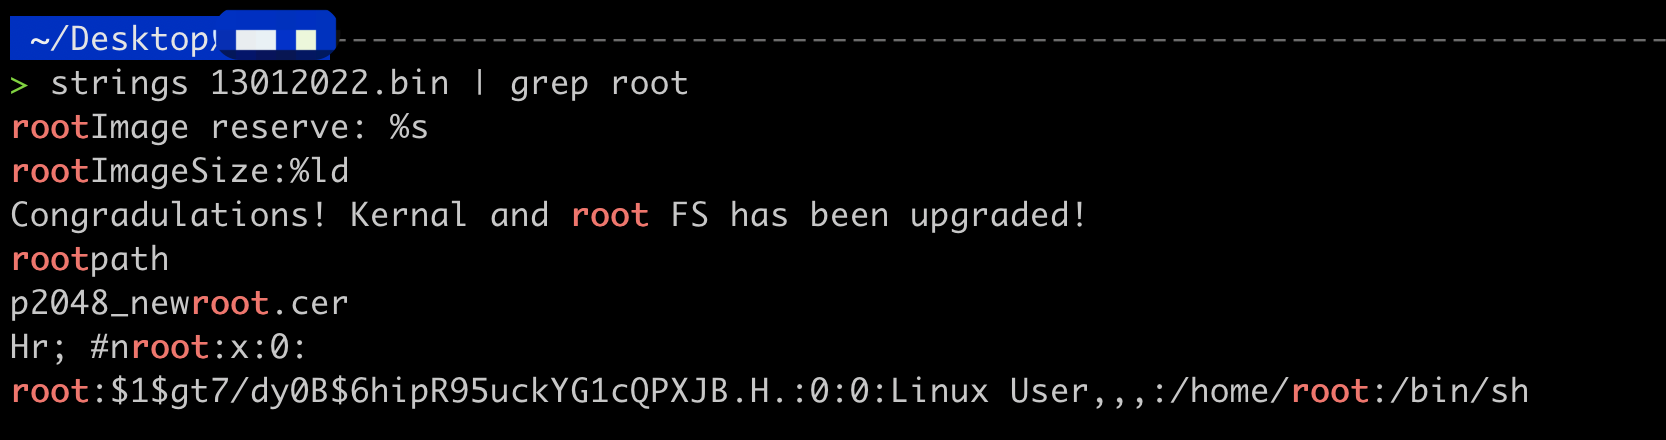 ~/Desktop
> strings 13012022.bin | grep root
rootImage reserve: %s
rootImageSize:%ld
Congradulations! Kernal and root FS has been upgraded!
rootpath
p2048_newroot.cer
Hr; #nroot:x:0:
root:$1$gt7/dy0B$6hipR95uckYG1cQPXJB.H.:0:0:Linux User,,,:/home/root:/bin/sh